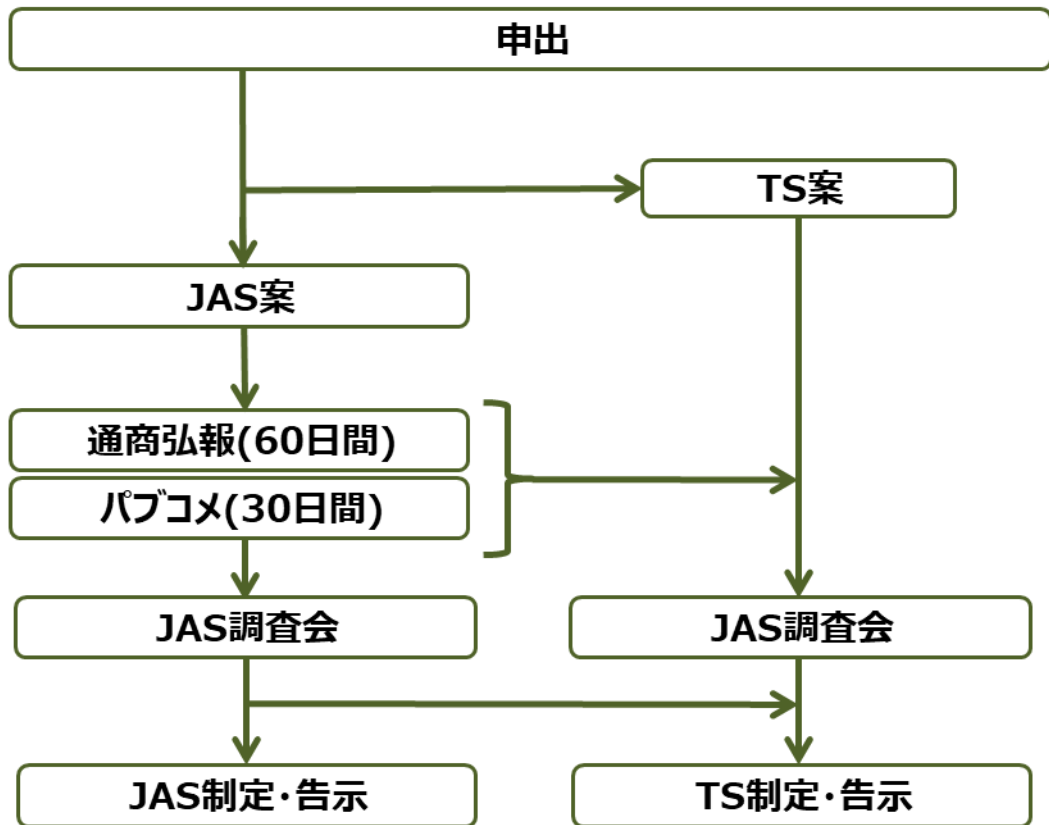 申出
TS案
JAS案
通商弘報(60日間)
パブコメ(30日間)
JAS調査会
JAS調査会
JAS制定･告示
TS制定･告示